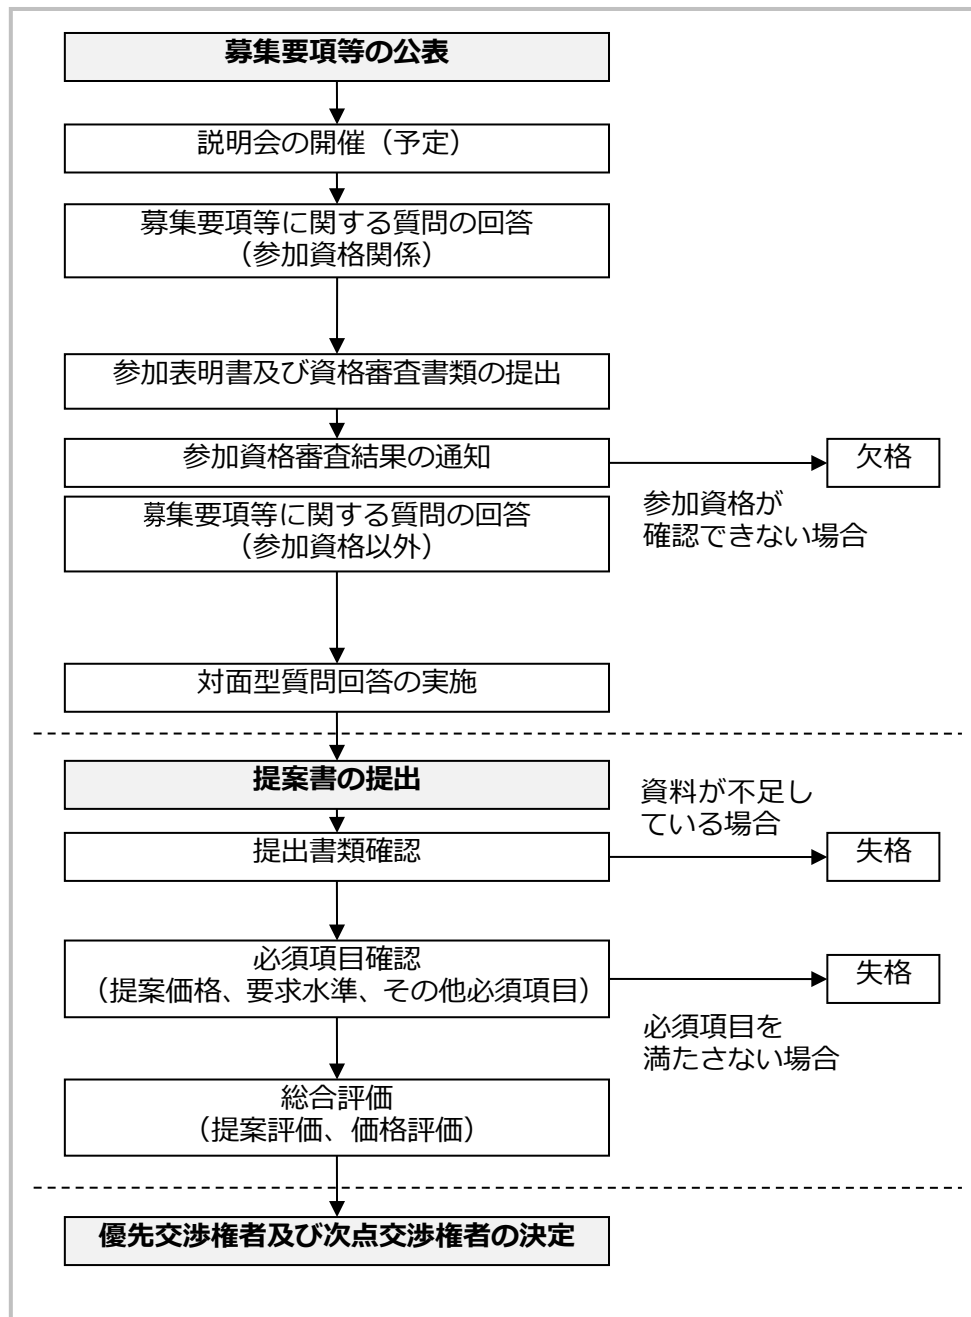 募集要項等の公表
説明会の開催（予定）
募集要項等に関する質問の回答
（参加資格関係）
参加表明書及び資格審査書類の提出
参加資格審査結果の通知
欠格
参加資格が
確認できない場合
募集要項等に関する質問の回答
（参加資格以外）
対面型質問回答の実施
提案書の提出
資料が不足し
ている場合
提出書類確認
失格
必須項目確認
（提案価格、要求水準、その他必須項目）
失格
必須項目を
満たさない場合
総合評価
（提案評価、価格評価）
優先交渉権者及び次点交渉権者の決定